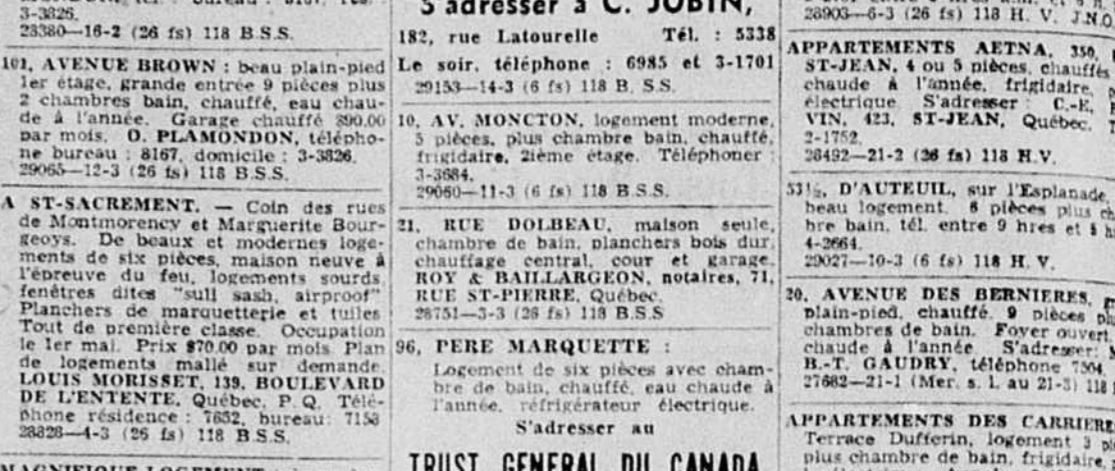 3-3826.
28380—16-2 (26 fs) 118 B.S.S.
101, AVENUE BROWN : beau plain-pied
1er étage, grande entrée 9 pièces plus
2 chambres bain, chauffé, eau chau-
de à l'année. Garage chauffé $90.00
par mois. O. PLAMONDON, télépho-
ne bureau : 8167, domicile : 3-3826.
29065—12-3 (26 fs) 118 B.S.S.
A ST-SACREMENT. — Coin des rues
de Montmorency et Marguerite Bour-
geoys. De beaux et modernes loge-
ments de six pièces, maison neuve à
l'épreuve du feu, logements sourds,
fenêtres dites "sull sash, airproof"
Planchers de marquetterie et tuiles
Tout de première classe. Occupation
le 1er mai. Prix $70.00 par mois Plan
de logements mallé sur demande.
LOUIS MORISSET, 139, BOULEVARD
DE L'ENTENTE, Québec, P. Q. Télé-
phone résidence : 7652, bureau: 7158
28828—4-3 (26 fs) 118 B.S.S.
MAGNIFIQUE LOGEMENT
S'adresser à C. JOBIN,
182, rue Latourelle Tél. : 5338
Le soir, téléphone : 6985 et 3-1701
29153—14-3 (6 fs) 118 B. S.S.
10, AV. MONCTON, logement moderne,
5 pièces, plus chambre bain, chauffé,
frigidaire, 2ième étage. Téléphoner :
3-3684.
29060—11-3 (6 fs) 118 B.S.S.
21, RUE DOLBEAU, maison seule,
chambre de bain, planchers bois dur,
chauffage central, cour et garage.
ROY & BAILLARGEON, notaires, 71,
RUE ST-PIERRE, Québec.
28751—3-3 (26 fs) 118 B.S.S
96, PERE MARQUETTE :
Logement de six pièces avec cham-
bre de bain, chauffé, eau chaude à
l'année, réfrigérateur électrique.
S'adresser au
TRUST GENERAL DU CANADA
28903—6-3 (26 fs) 118 H. V. J.N.O.
APPARTEMENTS AETNA, 350,
ST-JEAN, 4 ou 5 pièces, chauffés
chaude à l'année, frigidaire,
électrique. S'adresser : C.-E.
VIN, 423, ST-JEAN, Québec.
2-1752.
28492—21-2 (26 fs) 118 H.V.
53½, D'AUTEUIL, sur l'Esplanade,
beau logement, 6 pièces plus
bre bain, tél. entre 9 hres et
4-2664.
29027—10-3 (6 fs) 118 H. V.
20, AVENUE DES BERNIERES,
plain-pied, chauffé, 9 pièces
chambres de bain. Foyer ouvert,
chaude à l'année S'adresser:
B.-T. GAUDRY, téléphone 7504.
27682—21-1 (Mer. s. l. au 21-3) 118
APPARTEMENTS DES CARRIERE
Terrace Dufferin, logement 3
plus chambre de bain, frigidaire